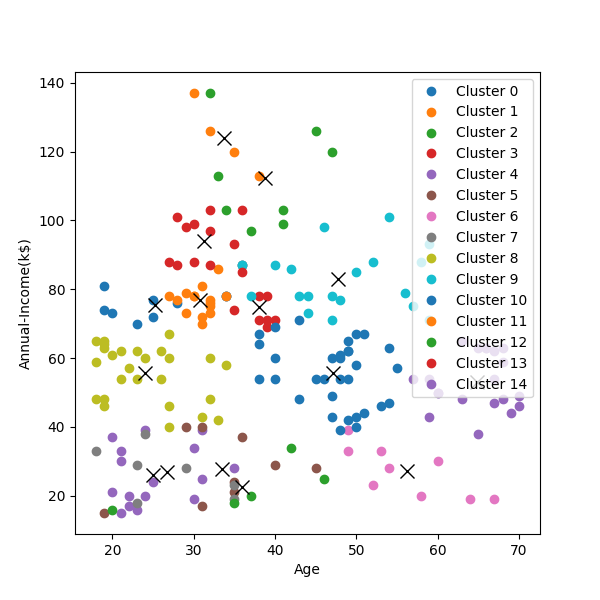 140
120
100
80
60
40
20
Annual-Income(k$)
20
30
40
50
60
70
Age
Cluster 0
Cluster 1
Cluster 2
Cluster 3
Cluster 4
Cluster 5
Cluster 6
Cluster 7
Cluster 8
Cluster 9
Cluster 10
Cluster 11
Cluster 12
Cluster 13
Cluster 14